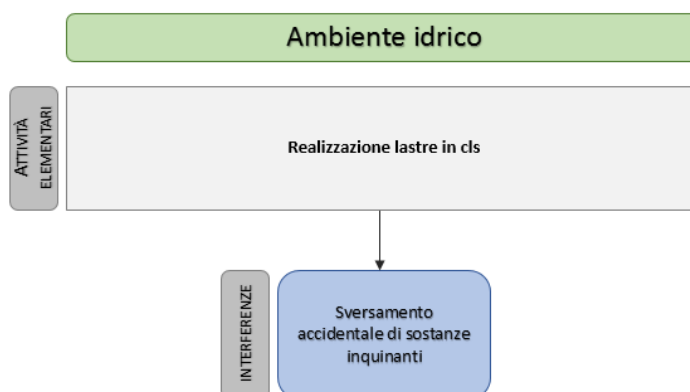 Ambiente idrico
ATTIVITÀ
ELEMENTARI
Realizzazione lastre in cls
INTERFERENZE
Sversamento
accidentale di sostanze
inquinanti